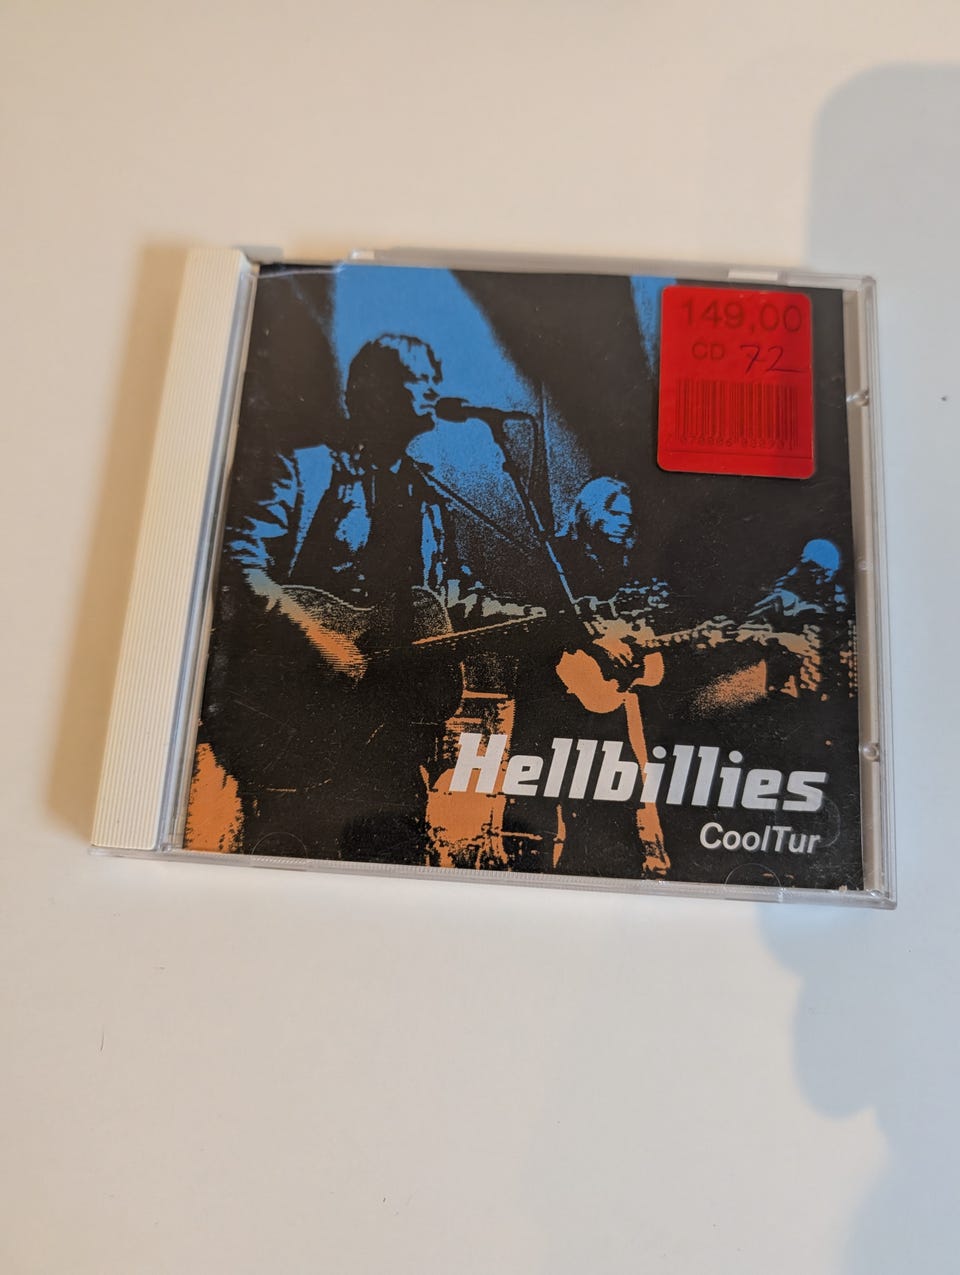 149,00
CD 72
Hellbillies
CoolTur